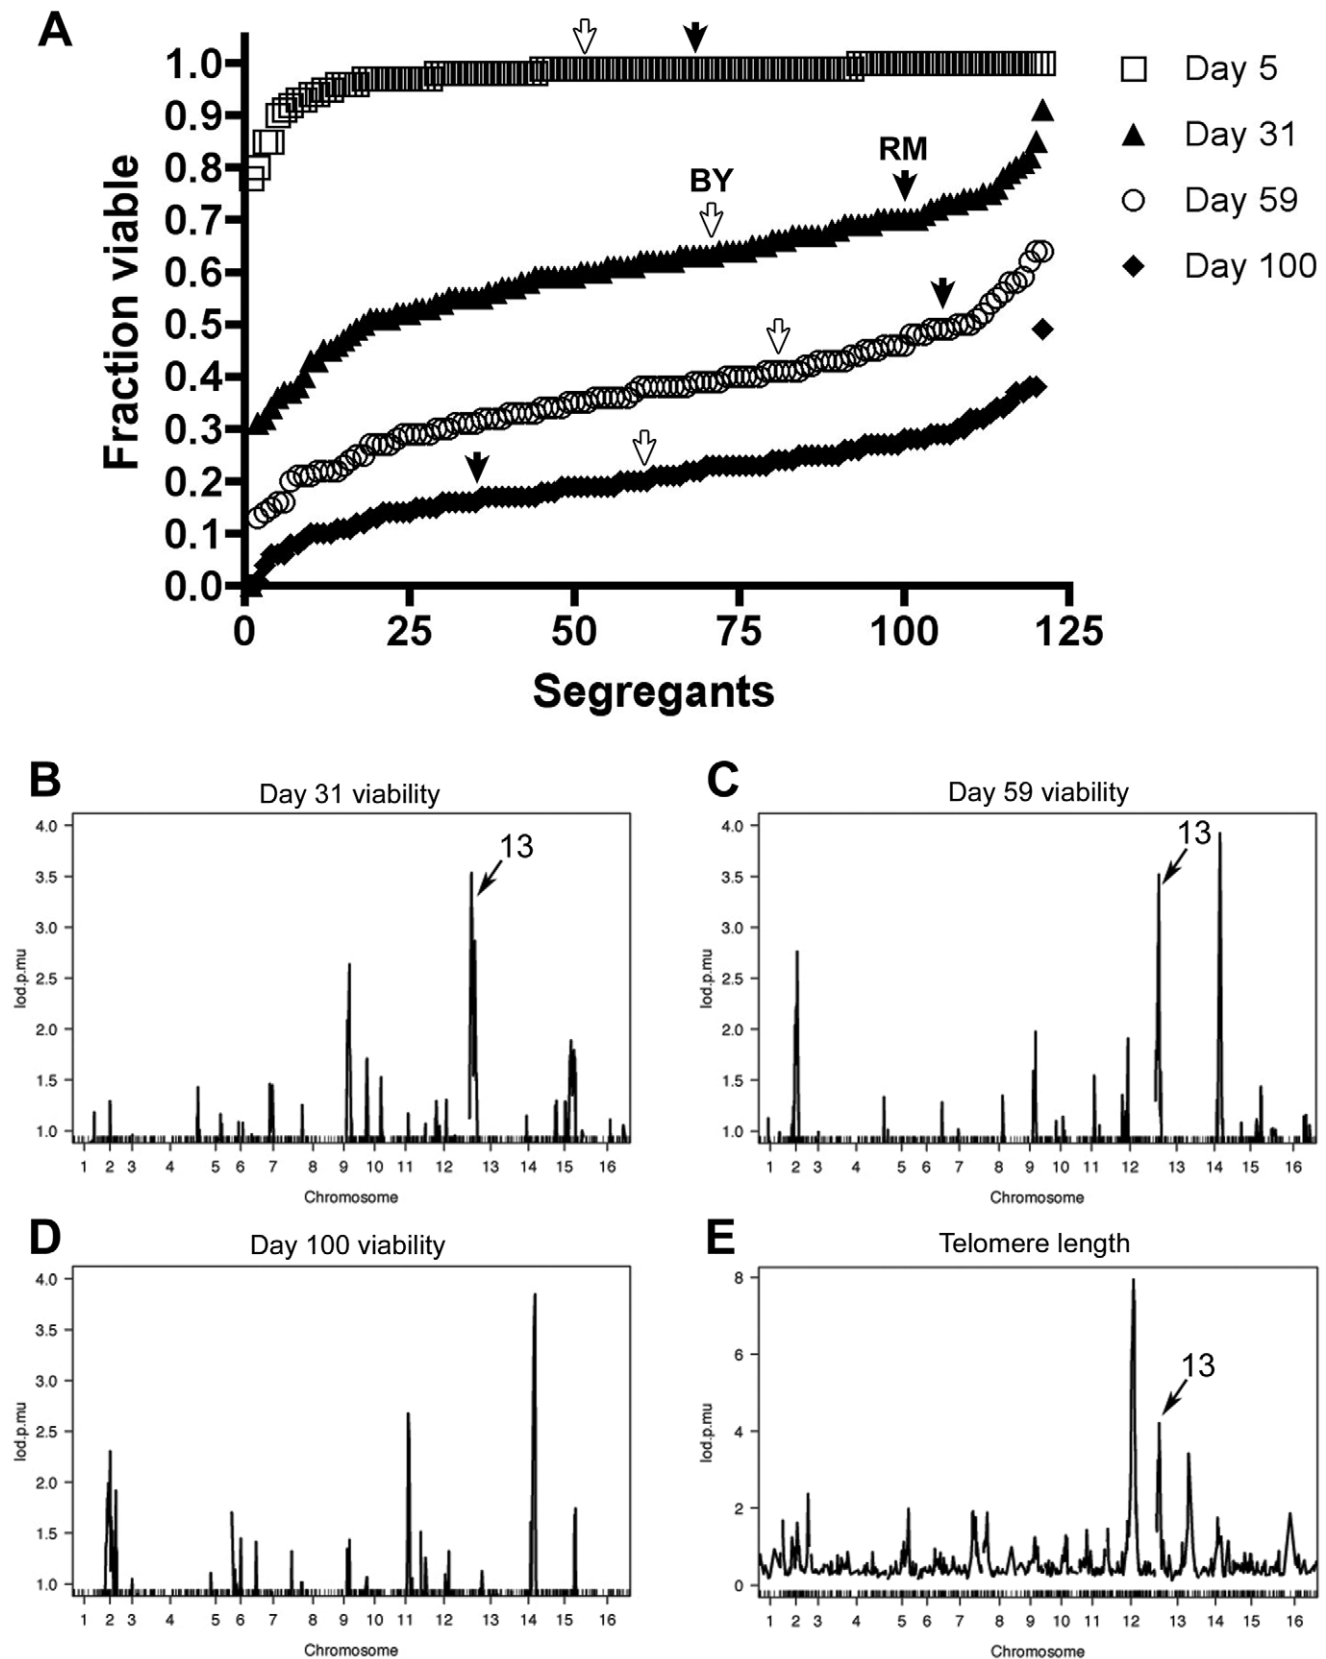 A
1.0
0.9
0.8
0.7
0.6
0.5
0.4
0.3
0.2
0.1
0.0
Fraction viable
BY
RM
0 25 50 75 100 125
Segregants
Day 5
Day 31
Day 59
Day 100
B
Day 31 viability
4.0
3.5
3.0
2.5
2.0
1.5
1.0
lod.p.mu
13
1 2 3 4 5 6 7 8 9 10 11 12 13 14 15 16
Chromosome
C
Day 59 viability
4.0
3.5
3.0
2.5
2.0
1.5
1.0
lod.p.mu
13
1 2 3 4 5 6 7 8 9 10 11 12 13 14 15 16
Chromosome
D
Day 100 viability
4.0
3.5
3.0
2.5
2.0
1.5
1.0
lod.p.mu
1 2 3 4 5 6 7 8 9 10 11 12 13 14 15 16
Chromosome
E
Telomere length
8
6
4
2
0
lod.p.mu
13
1 2 3 4 5 6 7 8 9 10 11 12 13 14 15 16
Chromosome